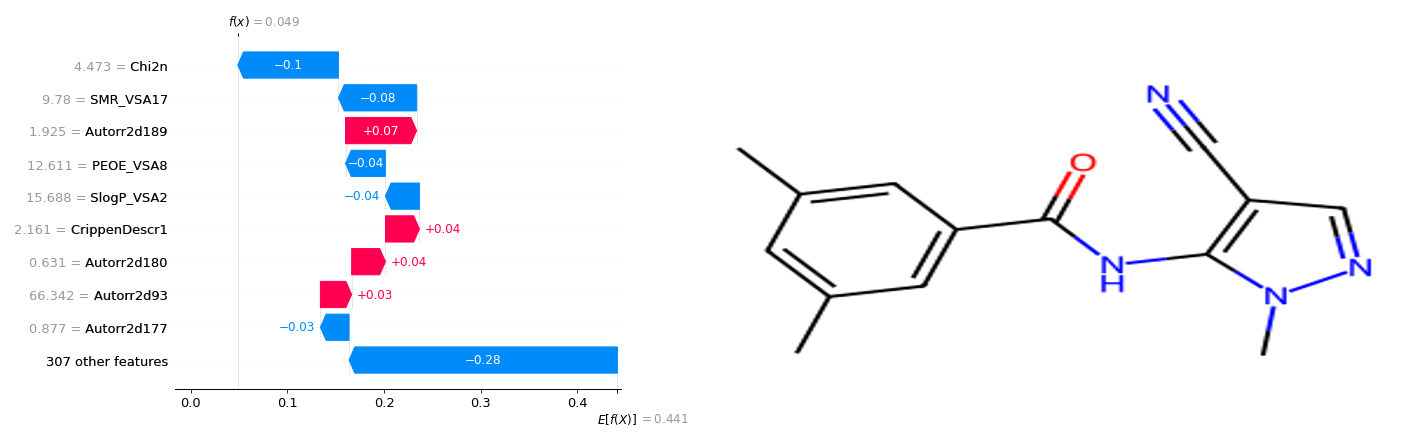 f(x) = 0.049
4.473 = Chi2n
−0.1
9.78 = SMR_VSA17
−0.08
1.925 = Autorr2d189
+0.07
12.611 = PEOE_VSA8
−0.04
15.688 = SlogP_VSA2
−0.04
2.161 = CrippenDescr1
+0.04
0.631 = Autorr2d180
+0.04
66.342 = Autorr2d93
+0.03
0.877 = Autorr2d177
−0.03
307 other features
−0.28
0.0 0.1 0.2 0.3 0.4
E[f(X)] = 0.441
N
O
N
H
N
N